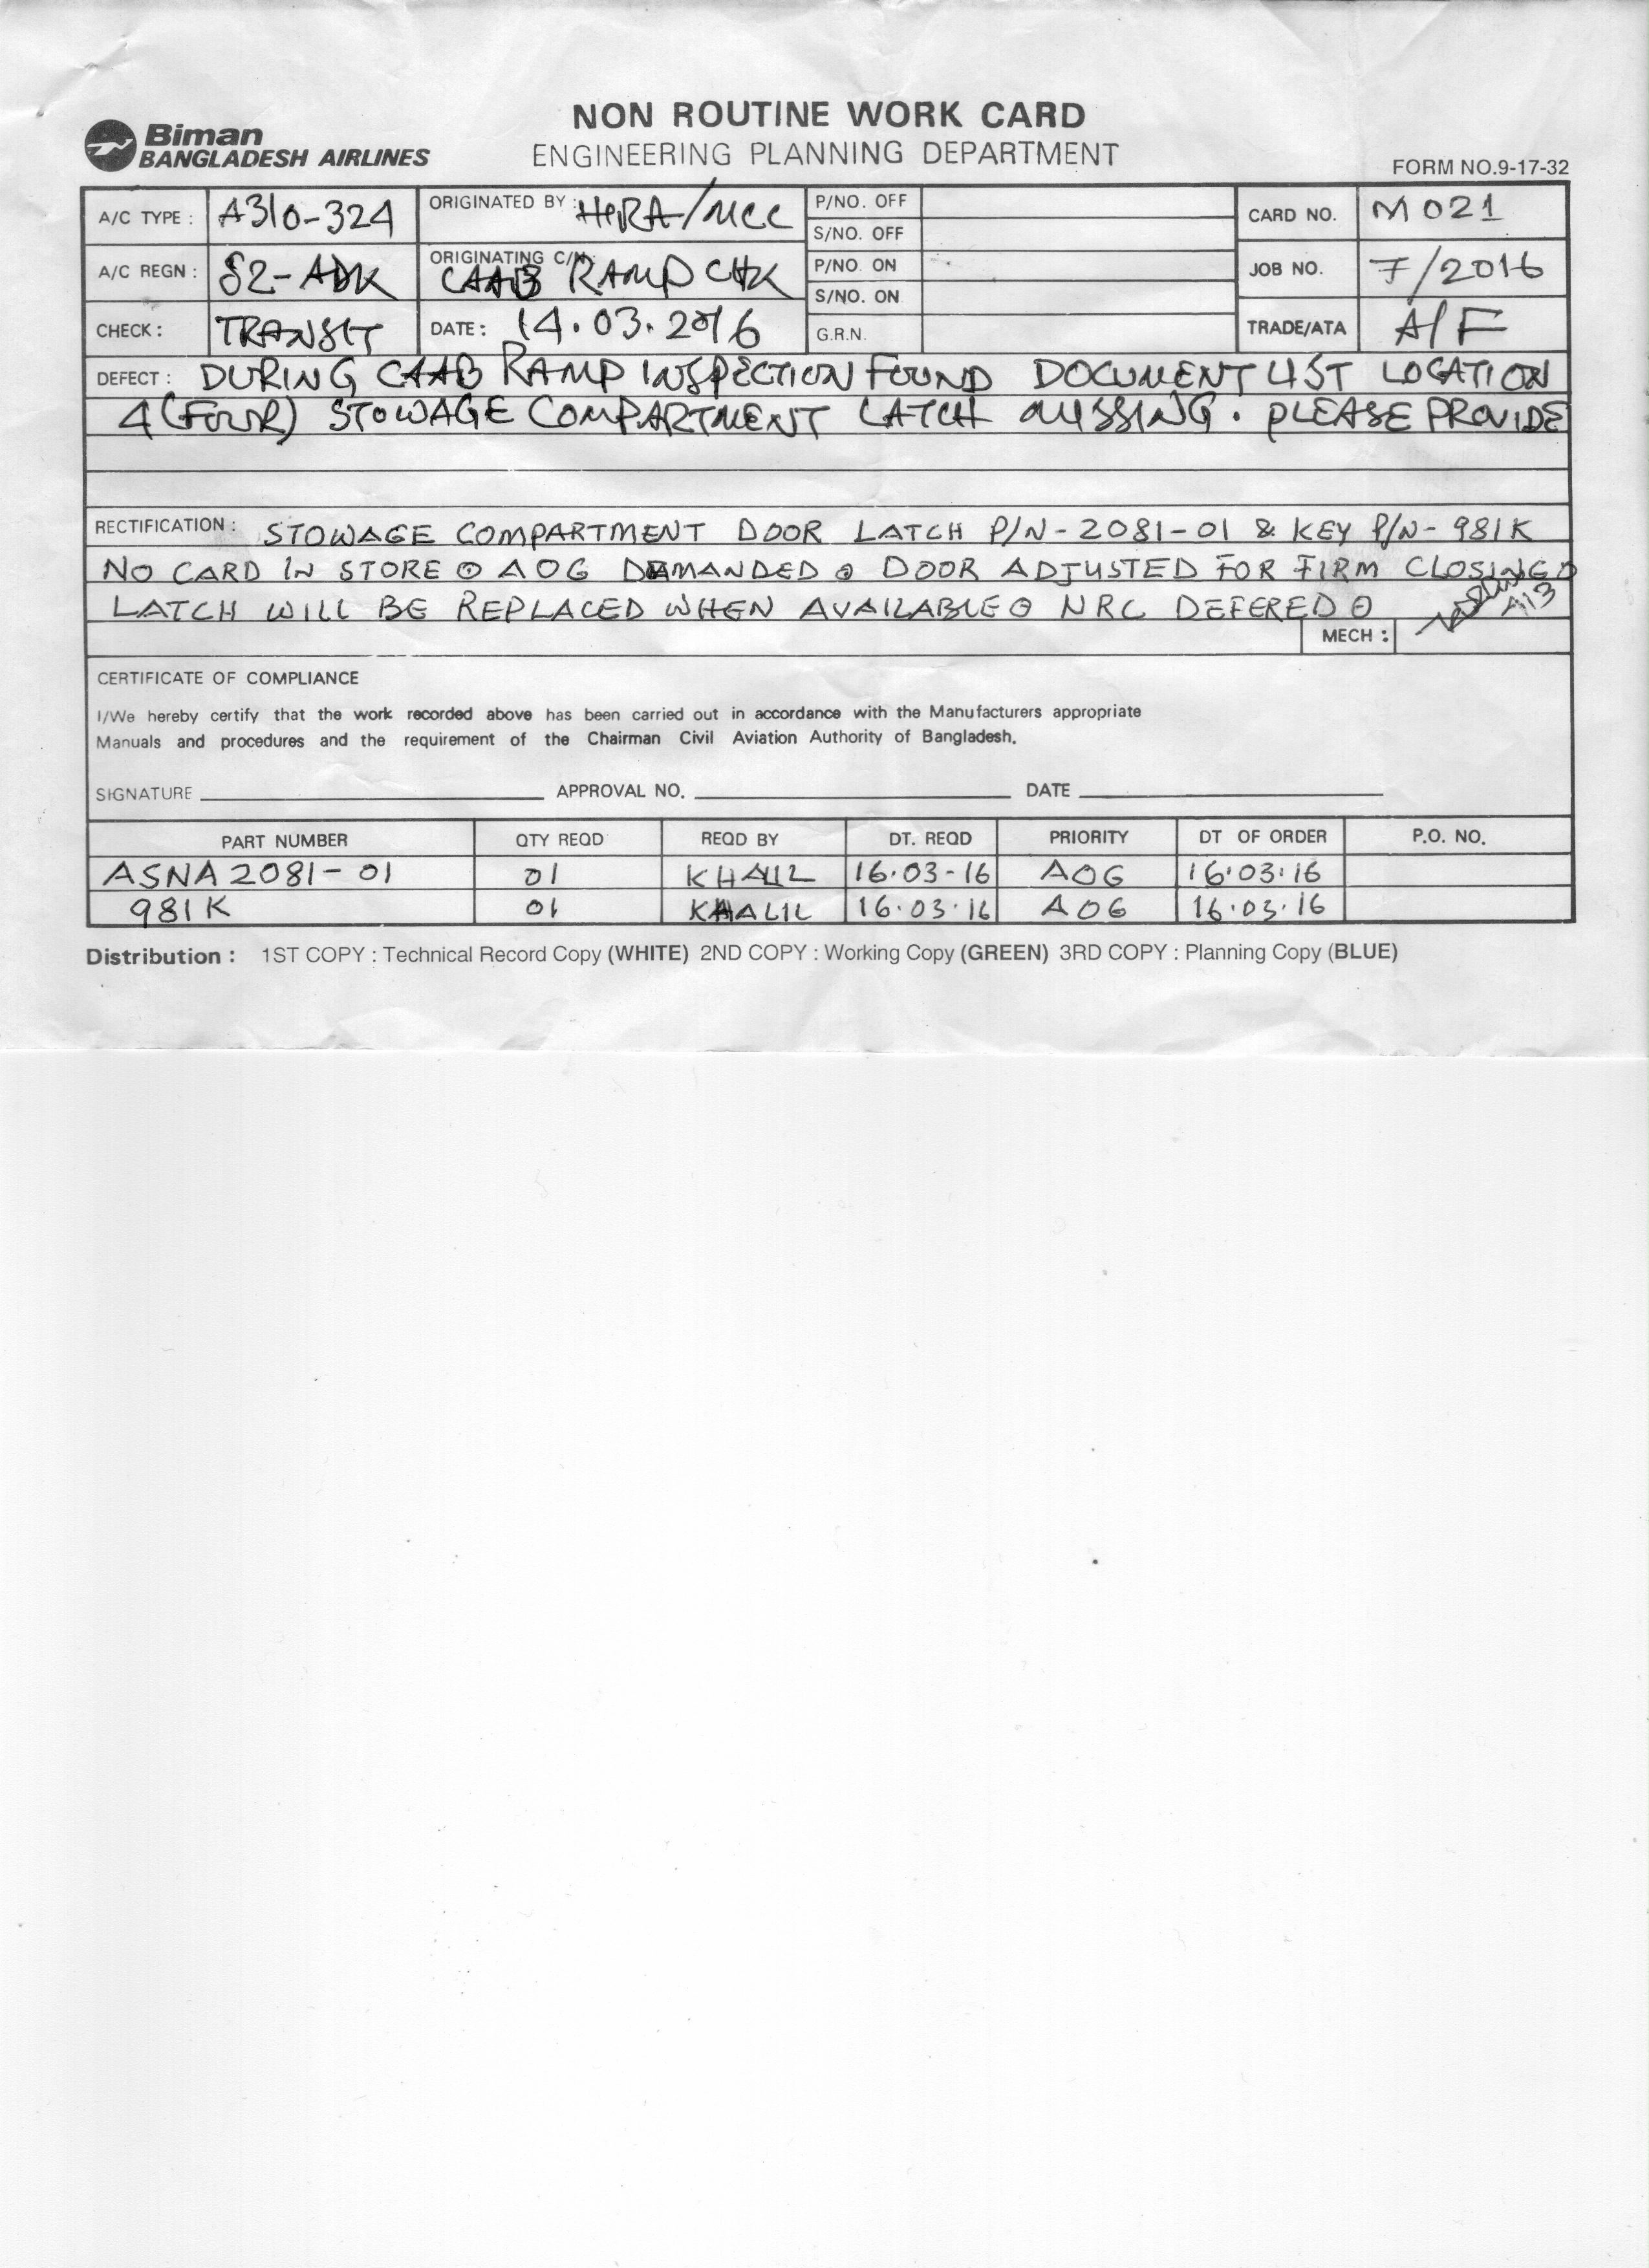 Biman
BANGLADESH AIRLINES
NON ROUTINE WORK CARD
ENGINEERING PLANNING DEPARTMENT
FORM NO.9-17-32
A/C TYPE : A310-324
ORIGINATED BY : HIRA/MCC
P/NO. OFF
S/NO. OFF
CARD NO. M021
A/C REGN : S2-ADK
ORIGINATING C/N: CAAB RAMP CHK
P/NO. ON
S/NO. ON
JOB NO. 7/2016
CHECK : TRANSIT
DATE : 14.03.2016
G.R.N.
TRADE/ATA A/F
DEFECT : DURING CAAB RAMP INSPECTION FOUND DOCUMENT LIST LOCATION
4(FOUR) STOWAGE COMPARTMENT LATCH MISSING. PLEASE PROVIDE
RECTIFICATION : STOWAGE COMPARTMENT DOOR LATCH P/N-2081-01 & KEY P/N-981K
NO CARD IN STORE ⊙ AOG DEMANDED ⊙ DOOR ADJUSTED FOR FIRM CLOSING ⊙
LATCH WILL BE REPLACED WHEN AVAILABLE ⊙ NRC DEFERED ⊙
MECH : A113
CERTIFICATE OF COMPLIANCE
I/We hereby certify that the work recorded above has been carried out in accordance with the Manufacturers appropriate
Manuals and procedures and the requirement of the Chairman Civil Aviation Authority of Bangladesh.
SIGNATURE APPROVAL NO. DATE
PART NUMBER QTY REQD REQD BY DT. REQD PRIORITY DT OF ORDER P.O. NO.
ASNA2081-01 01 KHALIL 16.03-16 AOG 16.03.16
981K 01 KHALIL 16.03.16 AOG 16.03.16
Distribution : 1ST COPY : Technical Record Copy (WHITE) 2ND COPY : Working Copy (GREEN) 3RD COPY : Planning Copy (BLUE)